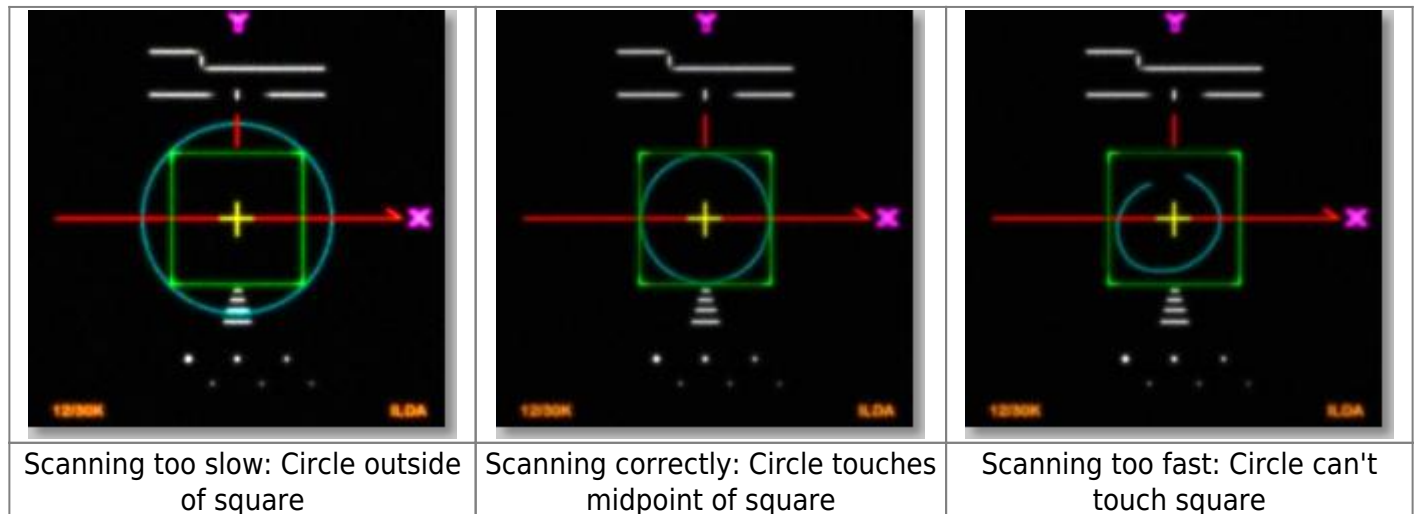 Y
X
12/30K ILDA
Y
X
12/30K ILDA
Y
X
12/30K ILDA
Scanning too slow: Circle outside
of square
Scanning correctly: Circle touches
midpoint of square
Scanning too fast: Circle can't
touch square